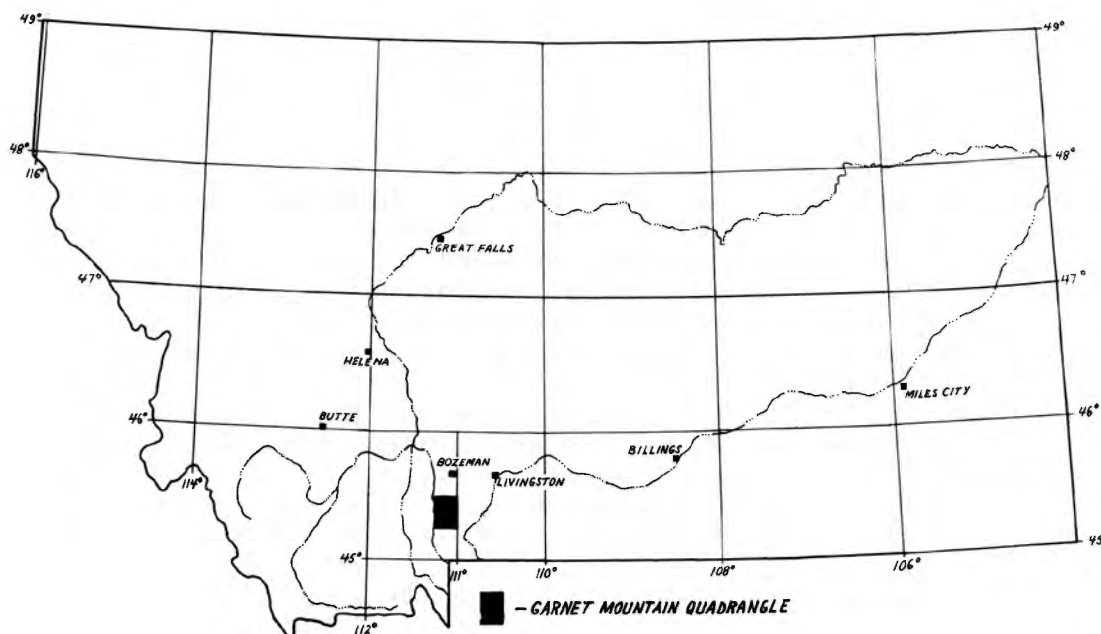 49°
49°
48°
48°
116°
GREAT FALLS
47°
47°
HELENA
MILES CITY
46°
BUTTE
46°
BILLINGS
BOZEMAN
LIVINGSTON
114°
45°
45
111°
110°
108°
106°
112°
- GARNET MOUNTAIN QUADRANGLE